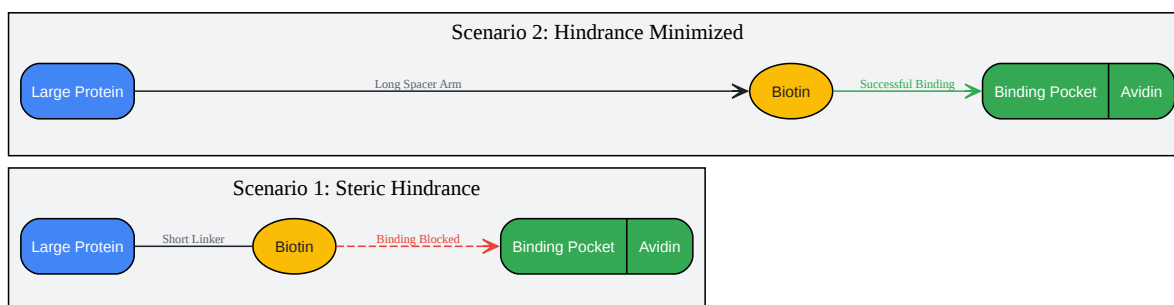 Scenario 2: Hindrance Minimized
Large Protein
Long Spacer Arm
Biotin
Successful Binding
Binding Pocket
Avidin
Scenario 1: Steric Hindrance
Large Protein
Short Linker
Biotin
Binding Blocked
Binding Pocket
Avidin